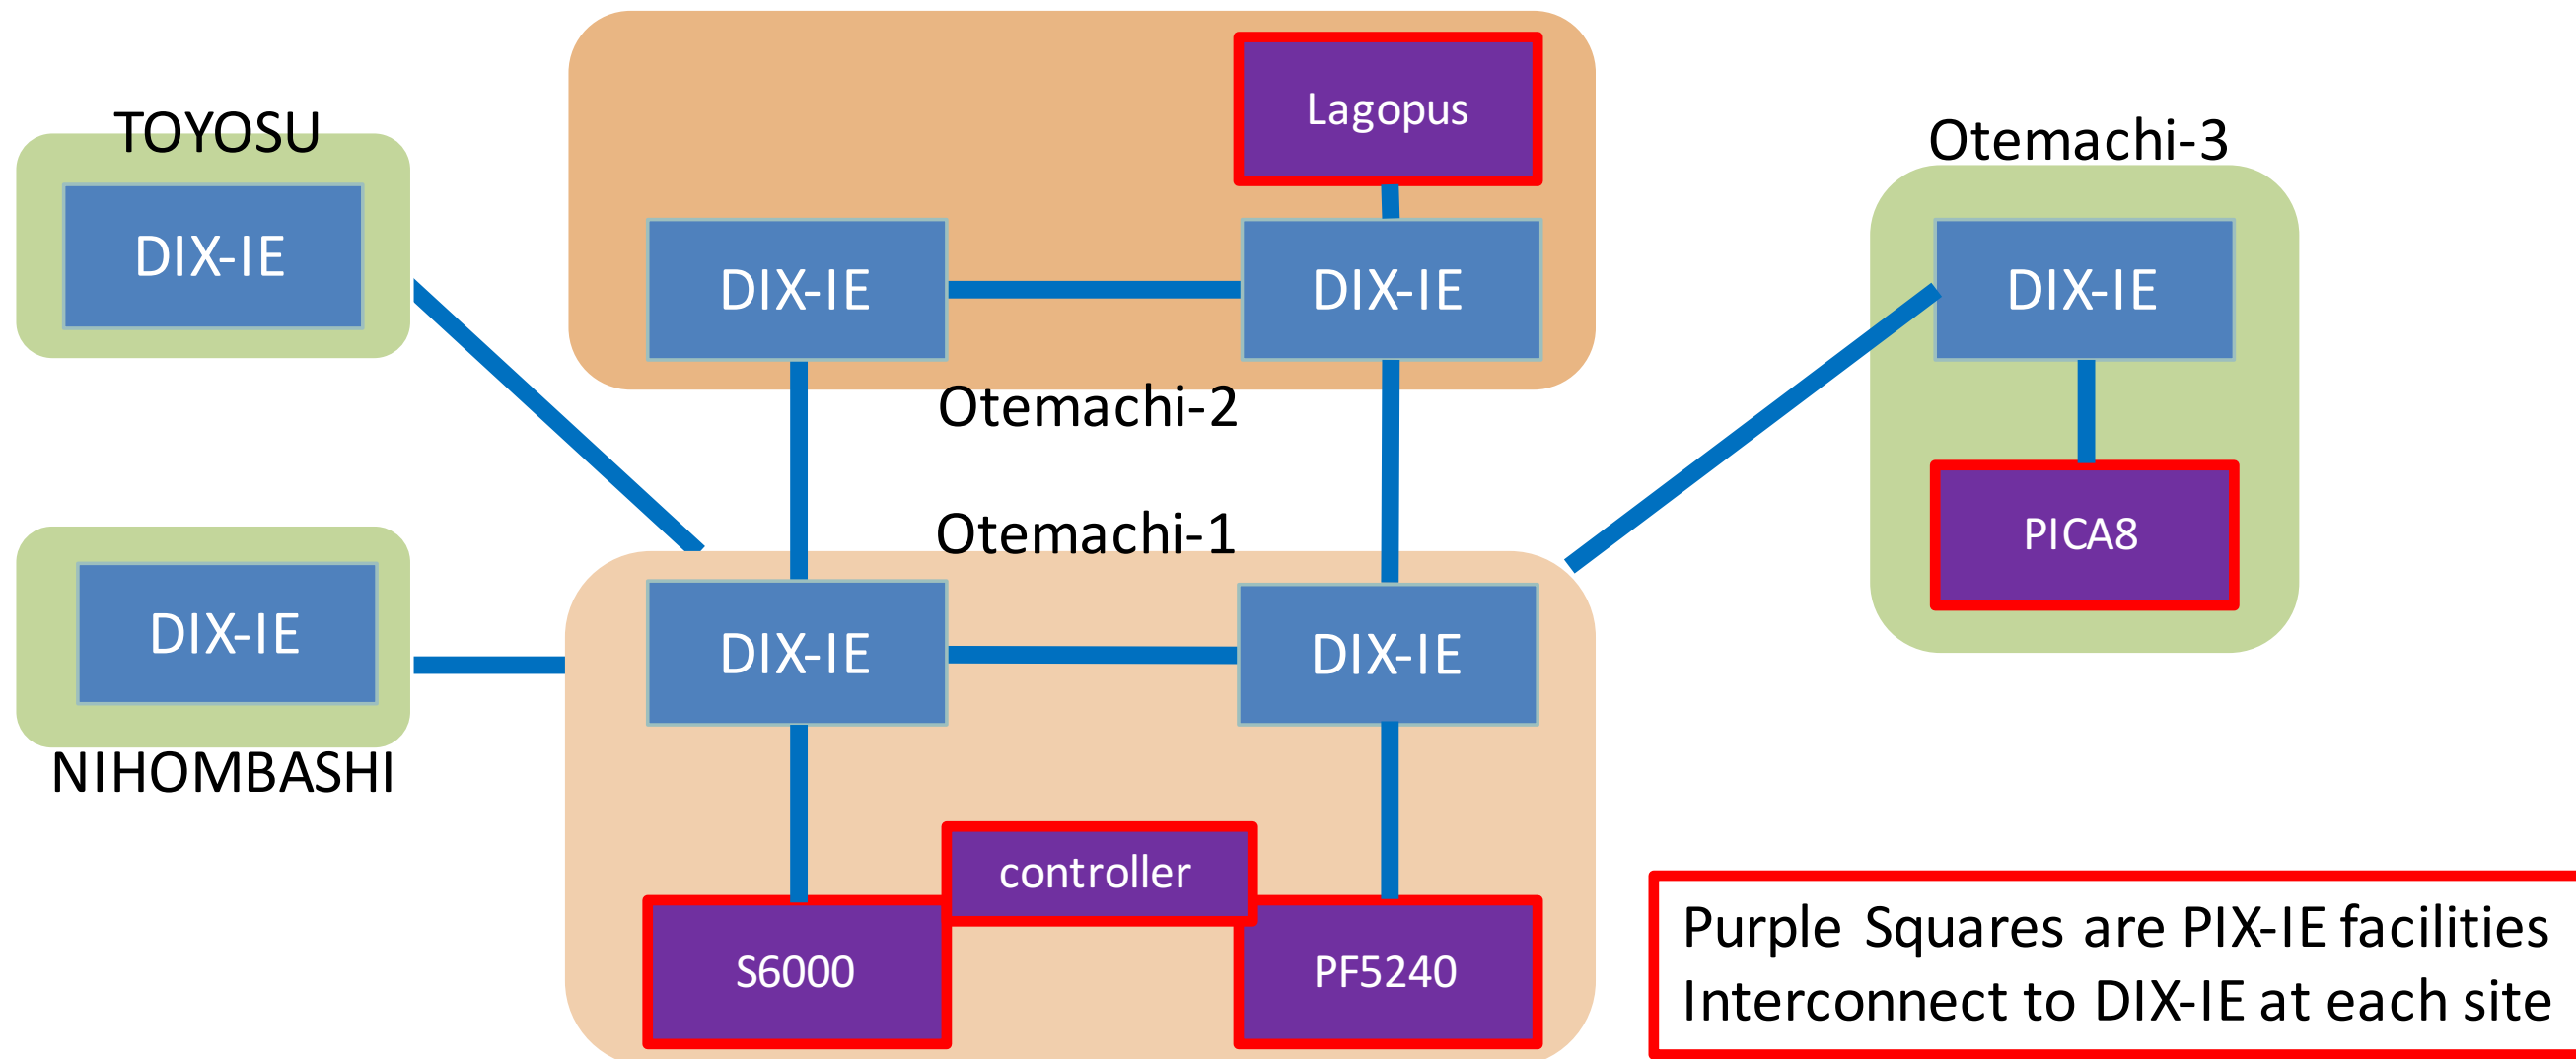 Lagopus
TOYOSU
Otemachi-3
DIX-IE
DIX-IE
DIX-IE
DIX-IE
Otemachi-2
Otemachi-1
PICA8
DIX-IE
DIX-IE
DIX-IE
NIHOMBASHI
controller
S6000
PF5240
Purple Squares are PIX-IE facilities
Interconnect to DIX-IE at each site